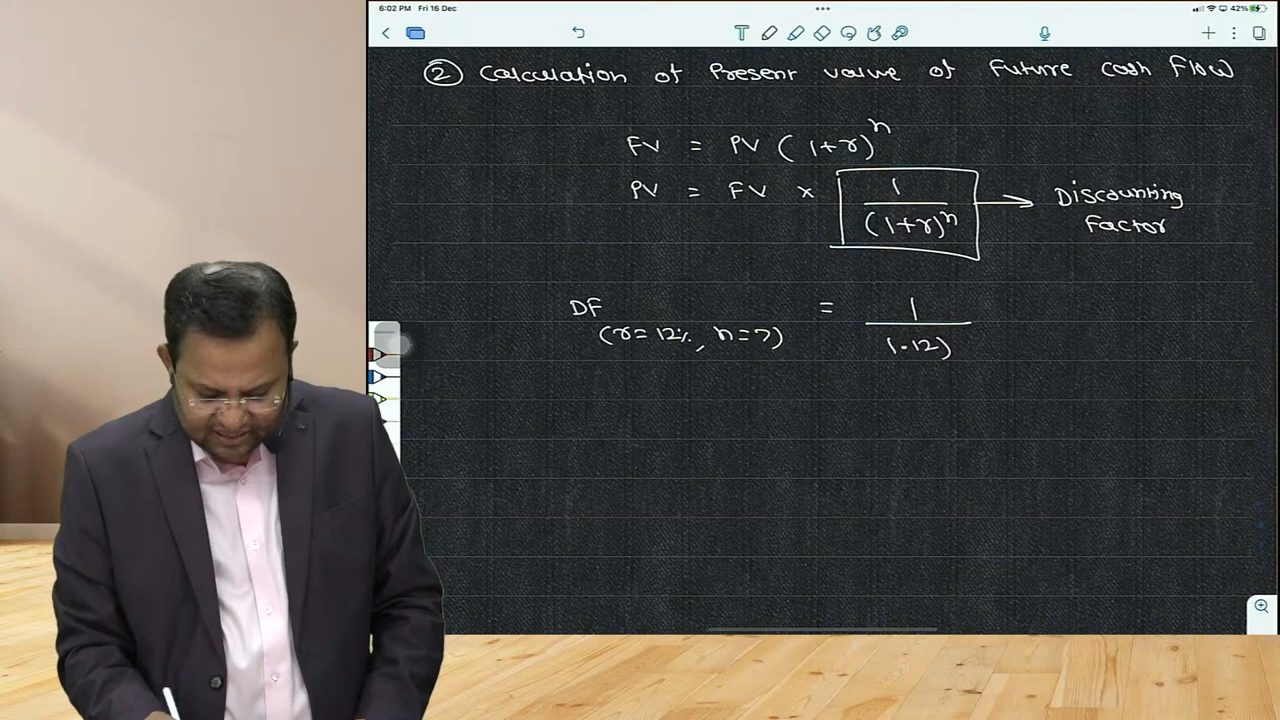 6:02 PM Fri 16 Dec
42%
T
② Calculation of Present value of Future Cash Flow
FV = PV (1+r)^n
PV = FV × 1/(1+r)^n → Discounting Factor
DF (r=12%, n=7) = 1/(1.12)